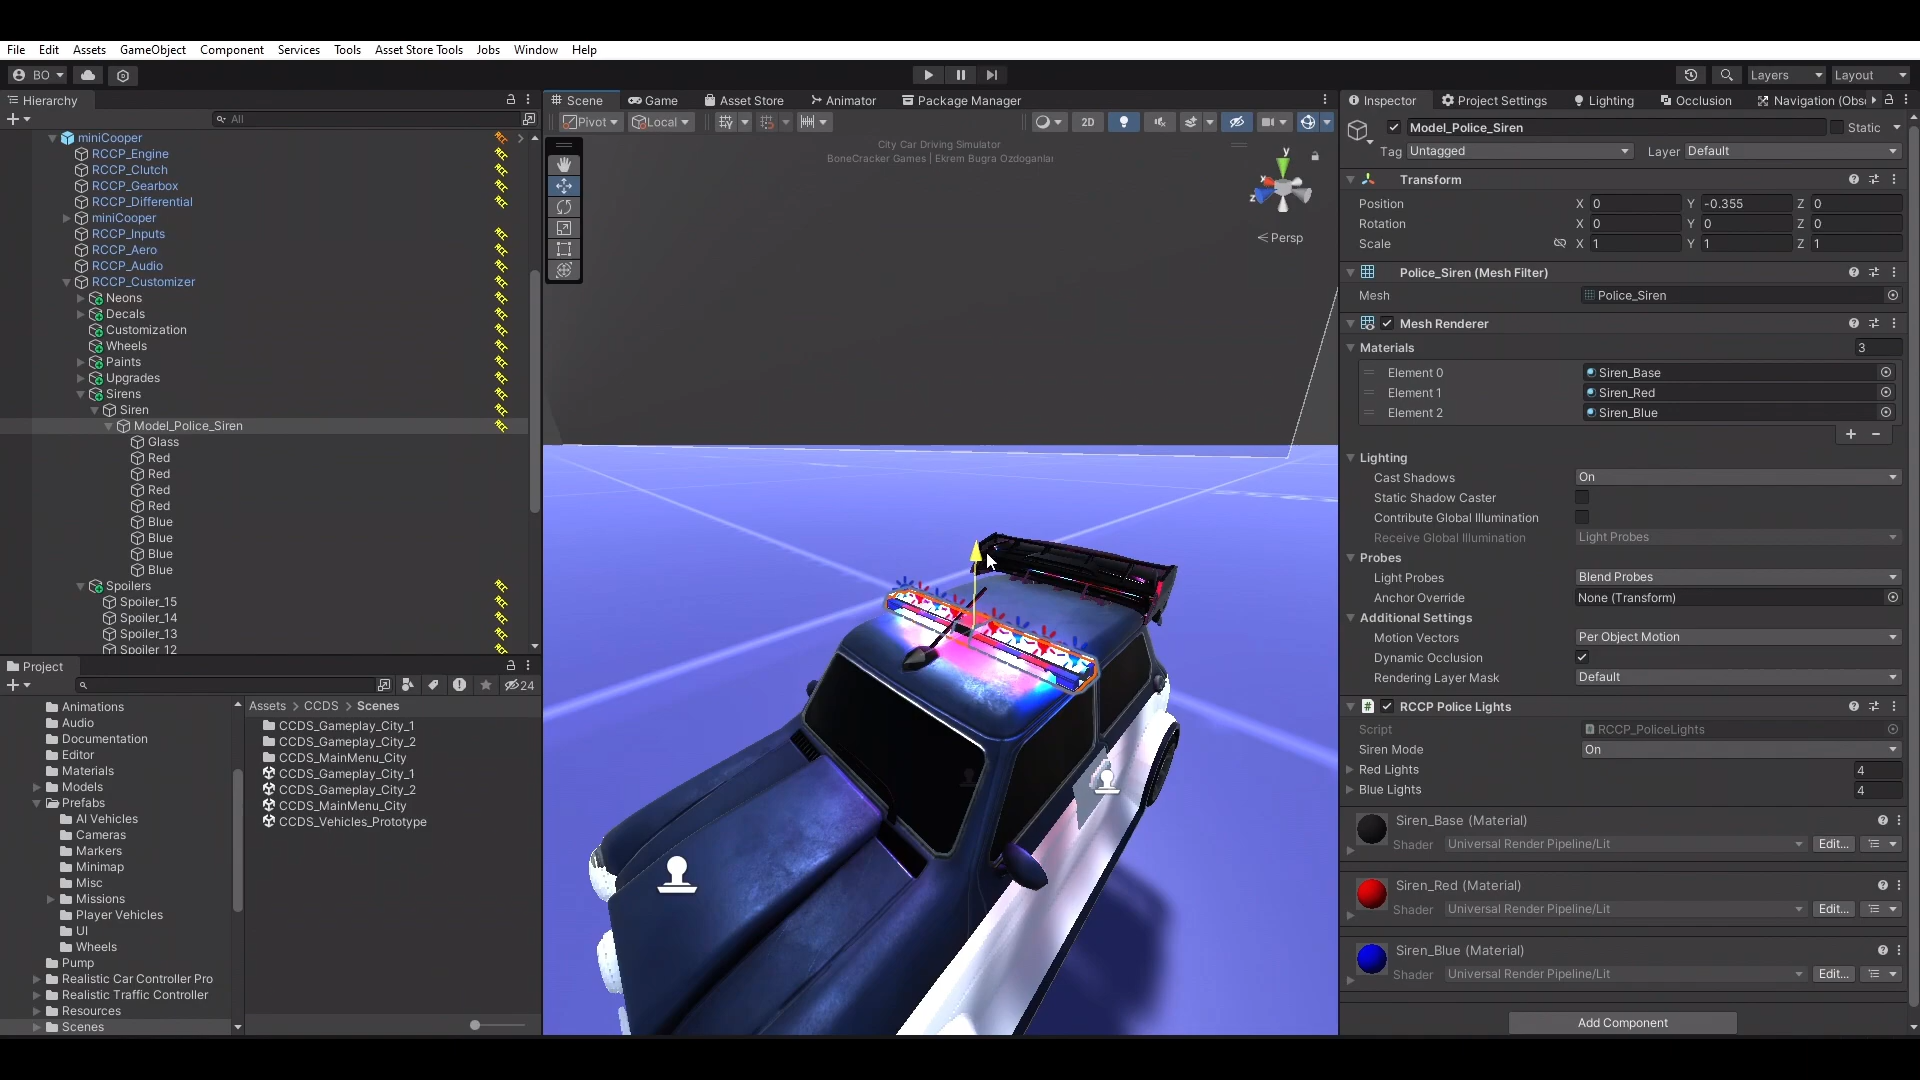 File Edit Assets GameObject Component Services Tools Asset Store Tools Jobs Window Help
BO Layers Layout
Hierarchy
All
miniCooper
RCCP_Engine
RCCP_Clutch
RCCP_Gearbox
RCCP_Differential
miniCooper
RCCP_Inputs
RCCP_Aero
RCCP_Audio
RCCP_Customizer
Neons
Decals
Customization
Wheels
Paints
Upgrades
Sirens
Siren
Model_Police_Siren
Glass
Red
Red
Red
Red
Blue
Blue
Blue
Blue
Spoilers
Spoiler_15
Spoiler_14
Spoiler_13
Spoiler_12
Project
24
Animations
Audio
Documentation
Editor
Materials
Models
Prefabs
AI Vehicles
Cameras
Markers
Minimap
Misc
Missions
Player Vehicles
UI
Wheels
Pump
Realistic Car Controller Pro
Realistic Traffic Controller
Resources
Scenes
Assets > CCDS > Scenes
CCDS_Gameplay_City_1
CCDS_Gameplay_City_2
CCDS_MainMenu_City
CCDS_Gameplay_City_1
CCDS_Gameplay_City_2
CCDS_MainMenu_City
CCDS_Vehicles_Prototype
Scene Game Asset Store Animator Package Manager
Pivot Local 2D
City Car Driving Simulator
BoneCracker Games | Ekrem Bugra Ozdoganlar
y
x
z
< Persp
Inspector Project Settings Lighting Occlusion Navigation (Obs
Model_Police_Siren Static
Tag Untagged Layer Default
Transform
Position X 0 Y -0.355 Z 0
Rotation X 0 Y 0 Z 0
Scale X 1 Y 1 Z 1
Police_Siren (Mesh Filter)
Mesh Police_Siren
Mesh Renderer
Materials 3
Element 0 Siren_Base
Element 1 Siren_Red
Element 2 Siren_Blue
+ −
Lighting
Cast Shadows On
Static Shadow Caster
Contribute Global Illumination
Receive Global Illumination Light Probes
Probes
Light Probes Blend Probes
Anchor Override None (Transform)
Additional Settings
Motion Vectors Per Object Motion
Dynamic Occlusion
Rendering Layer Mask Default
RCCP Police Lights
Script RCCP_PoliceLights
Siren Mode On
Red Lights 4
Blue Lights 4
Siren_Base (Material)
Shader Universal Render Pipeline/Lit Edit...
Siren_Red (Material)
Shader Universal Render Pipeline/Lit Edit...
Siren_Blue (Material)
Shader Universal Render Pipeline/Lit Edit...
Add Component